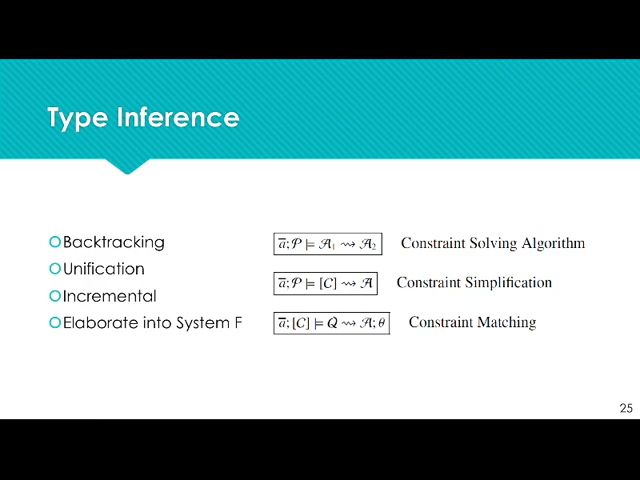 Type Inference
Backtracking
Unification
Incremental
Elaborate into System F
a̅; 𝒫 ⊨ 𝒜₁ ⇝ 𝒜₂ Constraint Solving Algorithm
a̅; 𝒫 ⊨ [C] ⇝ 𝒜 Constraint Simplification
a̅; [C] ⊨ Q ⇝ 𝒜; θ Constraint Matching
25